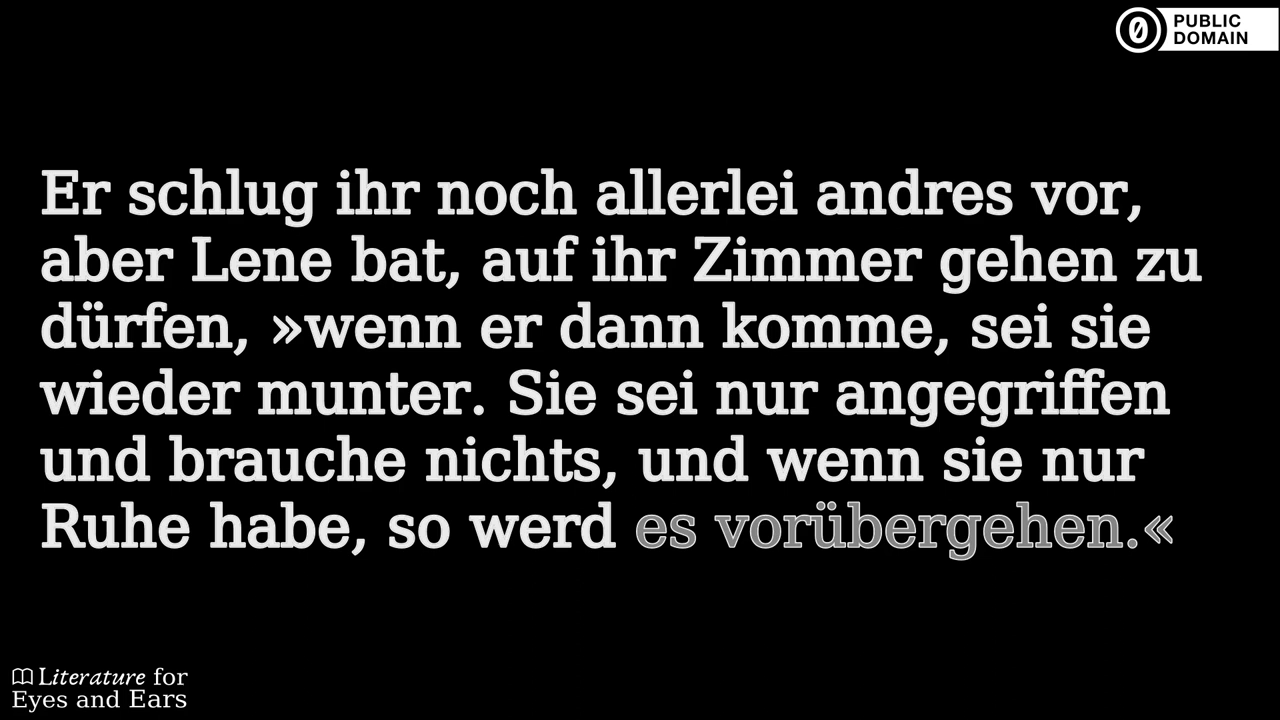 PUBLIC
DOMAIN
Er schlug ihr noch allerlei andres vor,
aber Lene bat, auf ihr Zimmer gehen zu
dürfen, »wenn er dann komme, sei sie
wieder munter. Sie sei nur angegriffen
und brauche nichts, und wenn sie nur
Ruhe habe, so werd es vorübergehen.«
Literature for
Eyes and Ears